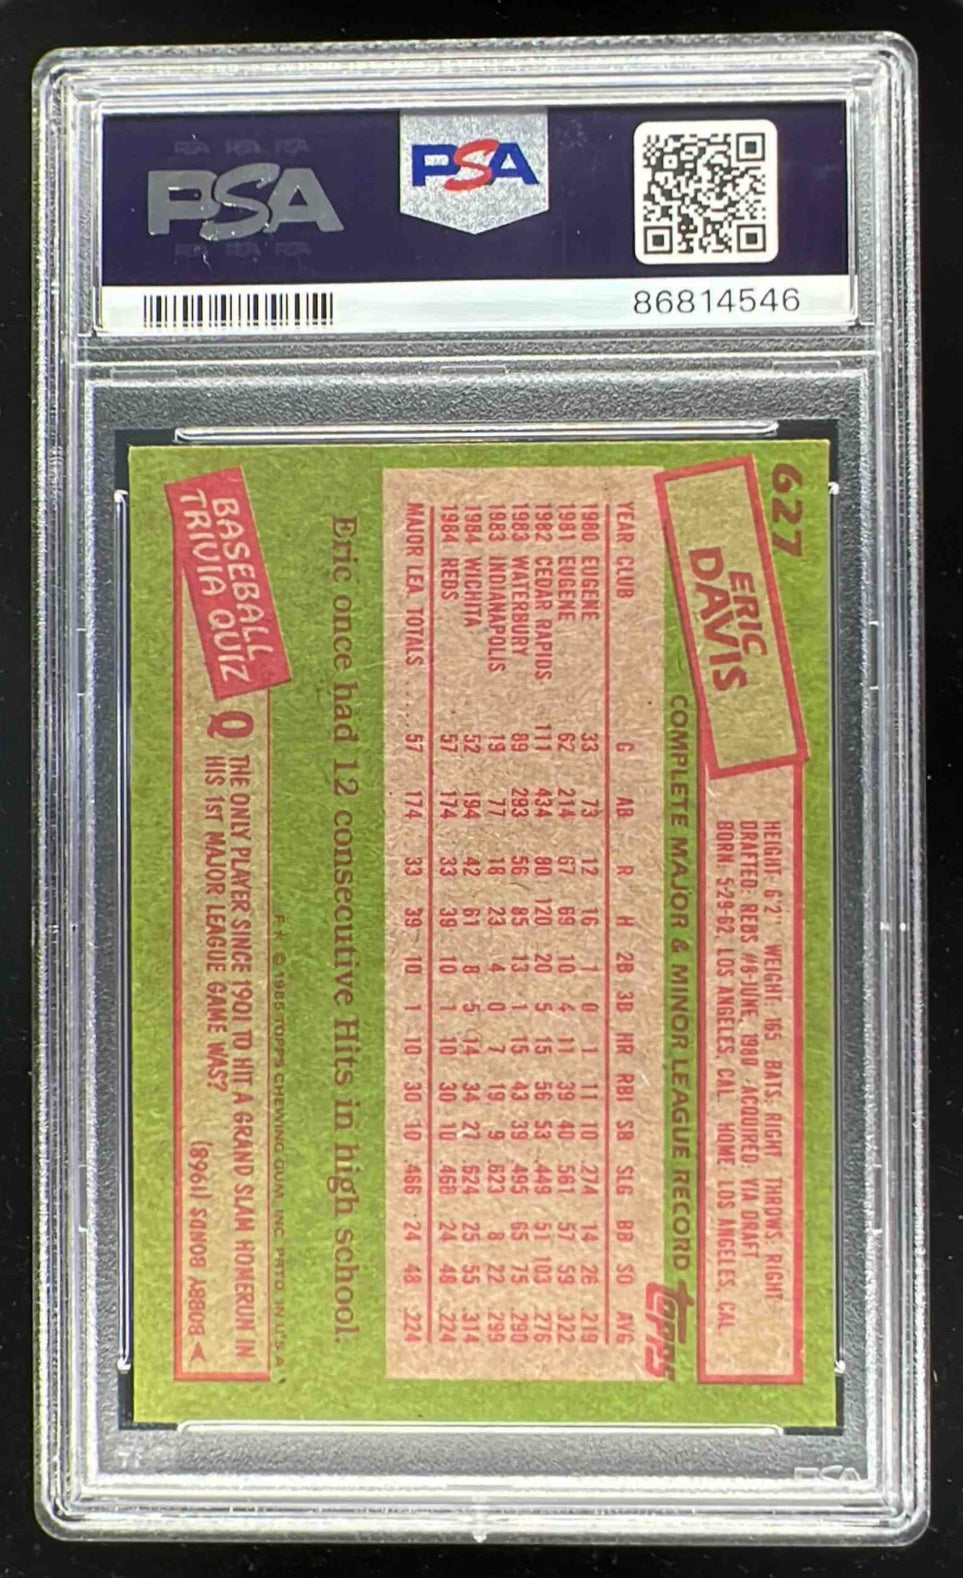 PSA
PSA
86814546
627
ERIC
DAVIS
HEIGHT: 6'2" WEIGHT: 165 BATS: RIGHT THROWS: RIGHT
DRAFTED: REDS #8-JUNE, 1980 ACQUIRED: VIA DRAFT
BORN 5-29-62, LOS ANGELES, CAL. HOME: LOS ANGELES, CAL.
COMPLETE MAJOR & MINOR LEAGUE RECORD
topps
YEAR CLUB G AB R H 2B 3B HR RBI SB SLG BB SO AVG
1980 EUGENE 33 73 12 16 1 0 1 11 10 .274 14 26 .219
1981 EUGENE 62 214 67 69 10 4 11 39 40 .561 57 59 .322
1982 CEDAR RAPIDS 111 434 80 120 20 5 15 56 53 .449 51 103 .276
1983 WATERBURY 89 293 56 85 13 1 15 43 39 .495 65 75 .290
1983 INDIANAPOLIS 19 77 18 23 4 0 7 19 9 .623 8 22 .299
1984 WICHITA 52 194 42 61 8 5 14 34 27 .624 25 55 .314
1984 REDS 57 174 33 39 10 1 10 30 10 .466 24 48 .224
MAJOR LEA. TOTALS .... 57 174 33 39 10 1 10 30 10 .466 24 48 .224
Eric once had 12 consecutive Hits in high school.
F* © 1985 TOPPS CHEWING GUM, INC. PRTD. IN U.S.A.
BASEBALL
TRIVIA QUIZ
Q THE ONLY PLAYER SINCE 1901 TO HIT A GRAND SLAM HOMERUN IN
HIS 1ST MAJOR LEAGUE GAME WAS?
A BOBBY BONDS (1968)
PSA